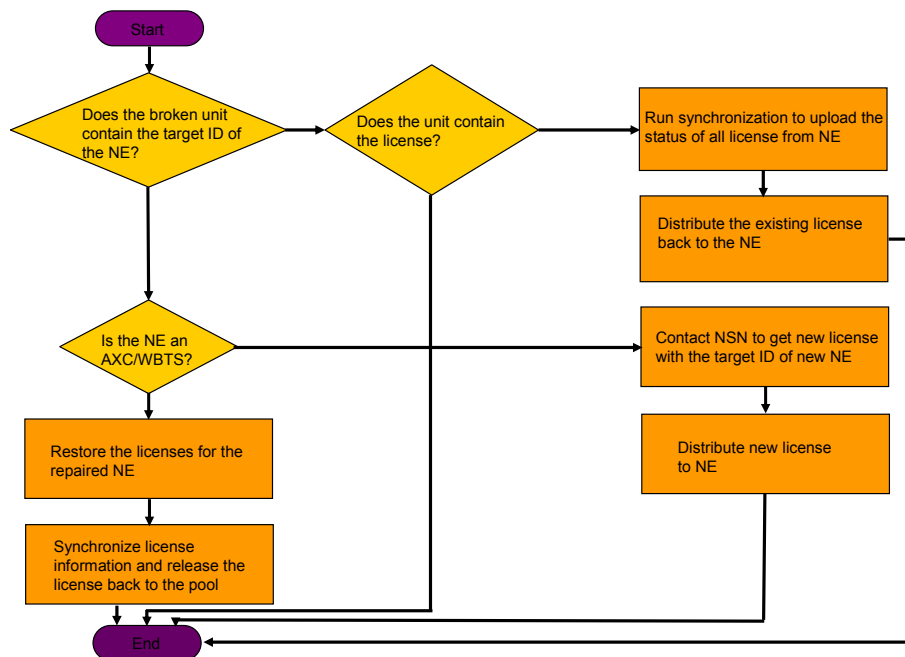 Start
Does the broken unit
contain the target ID of
the NE?
Does the unit contain
the license?
Run synchronization to upload the
status of all license from NE
Distribute the existing license
back to the NE
Is the NE an
AXC/WBTS?
Contact NSN to get new license
with the target ID of new NE
Restore the licenses for the
repaired NE
Distribute new license
to NE
Synchronize license
information and release the
license back to the pool
End